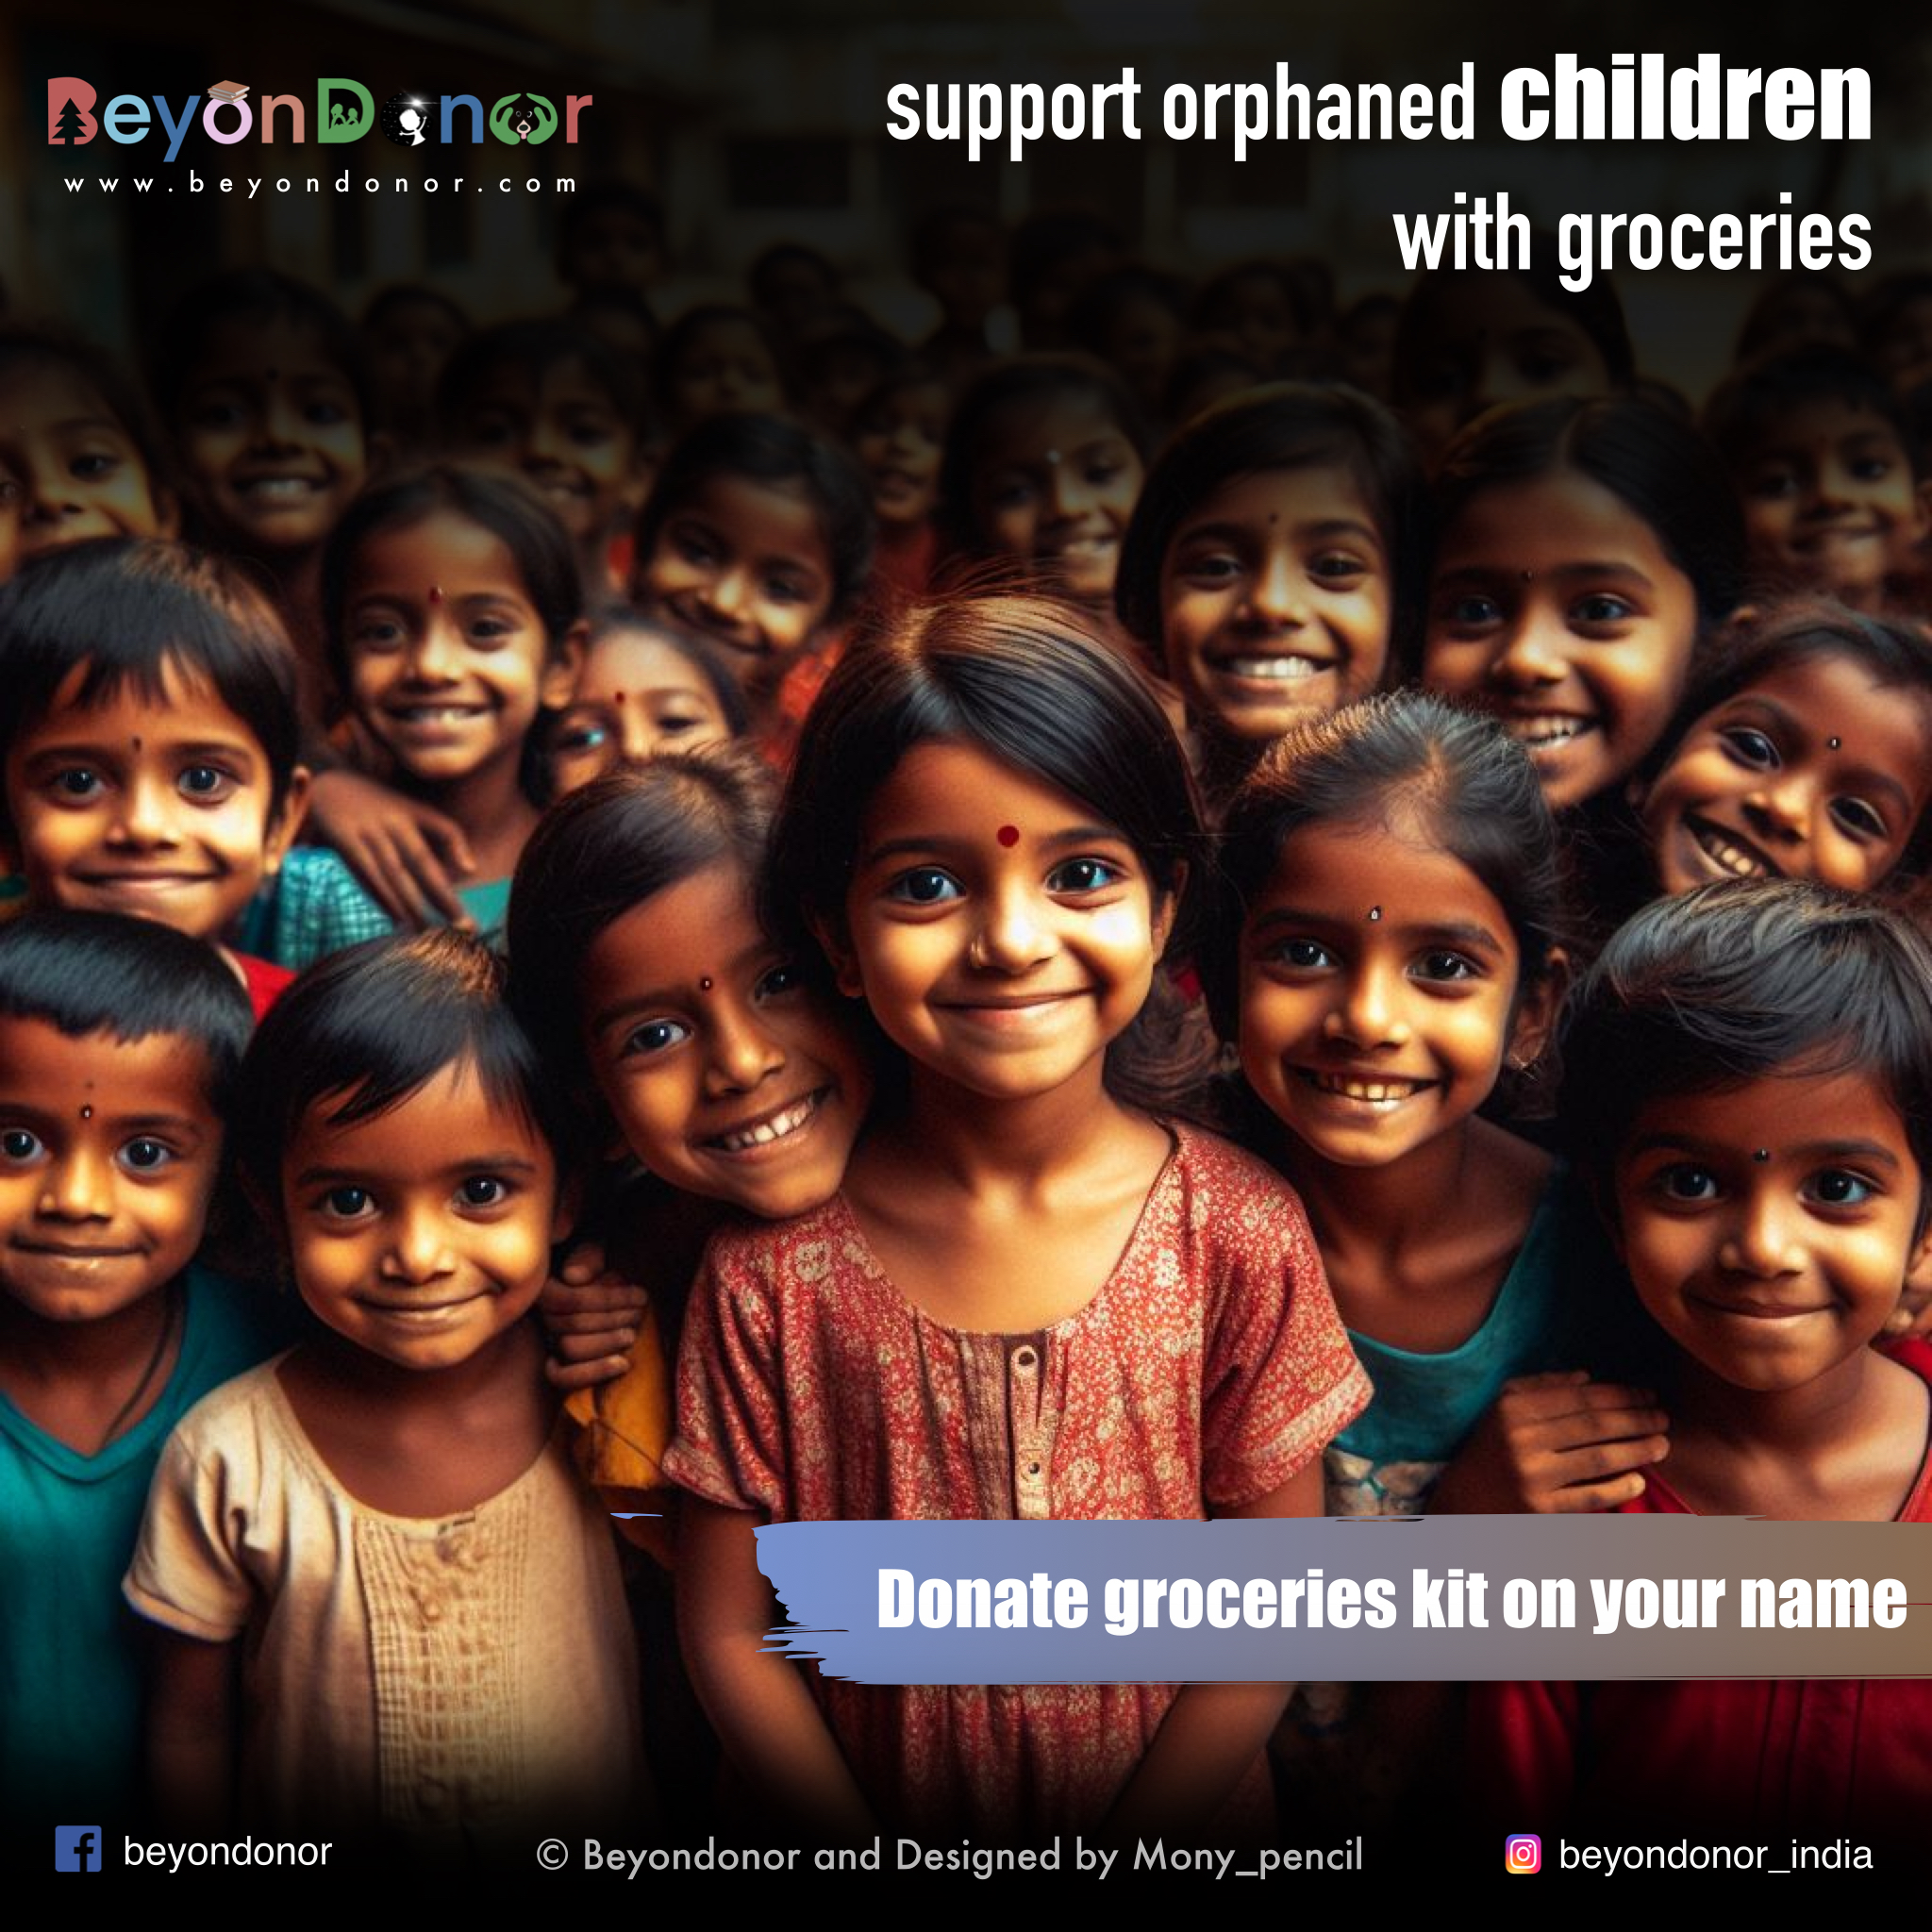 BeyonDonor
www.beyondonor.com
support orphaned children
with groceries
Donate groceries kit on your name
beyondonor
© Beyondonor and Designed by Mony_pencil
beyondonor_india